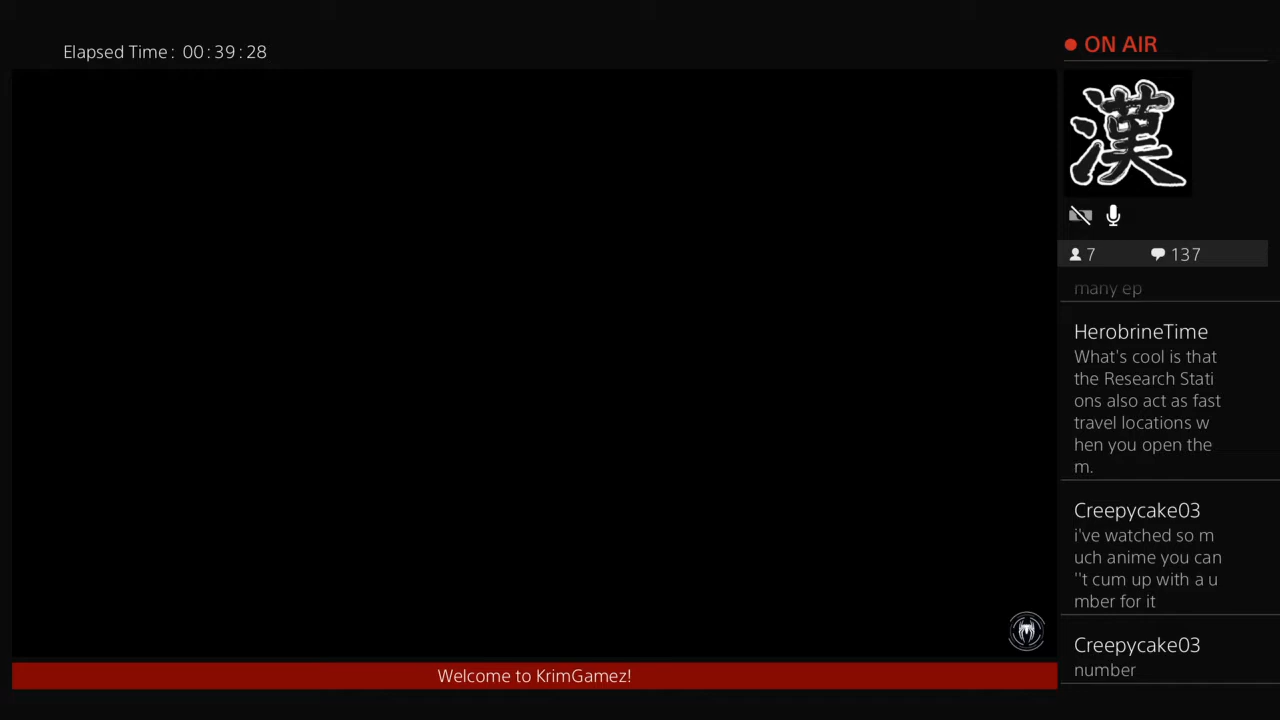 Elapsed Time: 00:39:28
ON AIR
漢
7
137
many ep
HerobrineTime
What's cool is that
the Research Stati
ons also act as fast
travel locations w
hen you open the
m.
Creepycake03
i've watched so m
uch anime you can
''t cum up with a u
mber for it
Creepycake03
number
Welcome to KrimGamez!